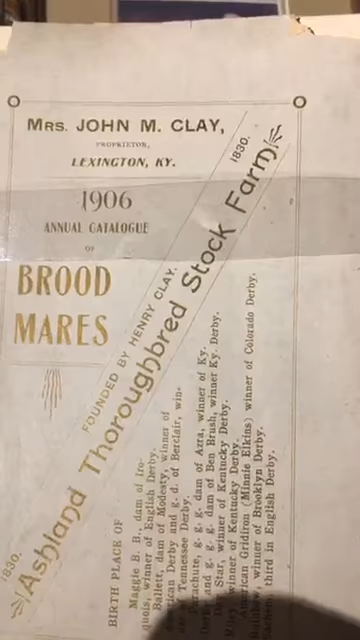 MRS. JOHN M. CLAY,
PROPRIETOR,
LEXINGTON, KY.
1906
ANNUAL CATALOGUE
OF
BROOD
MARES
FOUNDED BY HENRY CLAY.
1830. Ashland Thoroughbred Stock Farm 1830.
BIRTH PLACE OF
Maggie B. B. dam of Iro-
quois, winner of English Derby.
Ballett, dam of Modesty, winner of
ican Derby and g. d. of Berclair, win-
Tennessee Derby.
Parachute, g. g. dam of Azra, winner of Ky.
and g. g. dam of Ben Brush, winner Ky. Derby.
Star, winner of Kentucky Derby.
winner of Kentucky Derby.
American Gridiron (Minnie Elkins) winner of Colorado Derby.
winner of Brooklyn Derby.
third in English Derby.